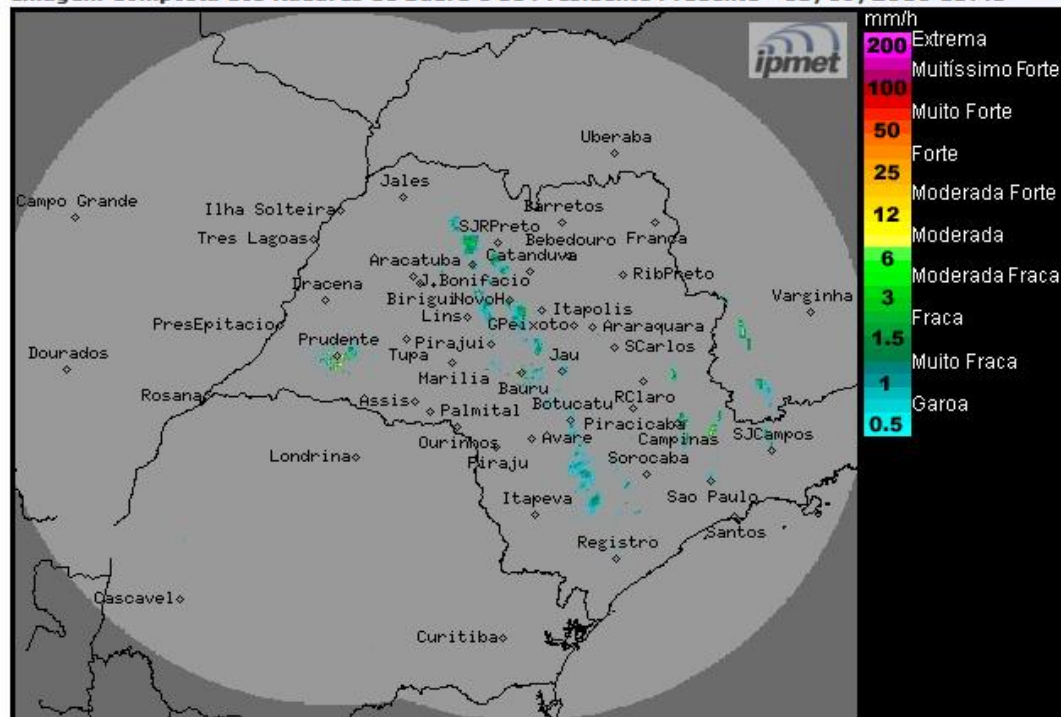 mm/h
200 Extrema
Muitíssimo Forte
100
Muito Forte
50
Forte
25
Moderada Forte
12
Moderada
6
Moderada Fraca
3
Fraca
1.5
Muito Fraca
1
Garoa
0.5
ipmet
Uberaba
Jales
Campo Grande
Ilha Solteira
Barretos
SJRPreto
Tres Lagoas
Bebedouro Franca
Aracatuba
Catanduva
RibPreto
J.Bonifacio
Dracena
Birigui
NovoH
Itapolis
Varginha
Lins
GPeixoto
Araraquara
PresEpitacio
Prudente
Pirajui
SCarlos
Dourados
Tupa
Jau
Marilia
Bauru
Rosana
Assis
Botucatu
RClaro
Palmital
Piracicaba
Ourinhos
Avare
Campinas
SJCampos
Londrina
Piraju
Sorocaba
Itapeva
Sao Paulo
Santos
Registro
Cascavel
Curitiba